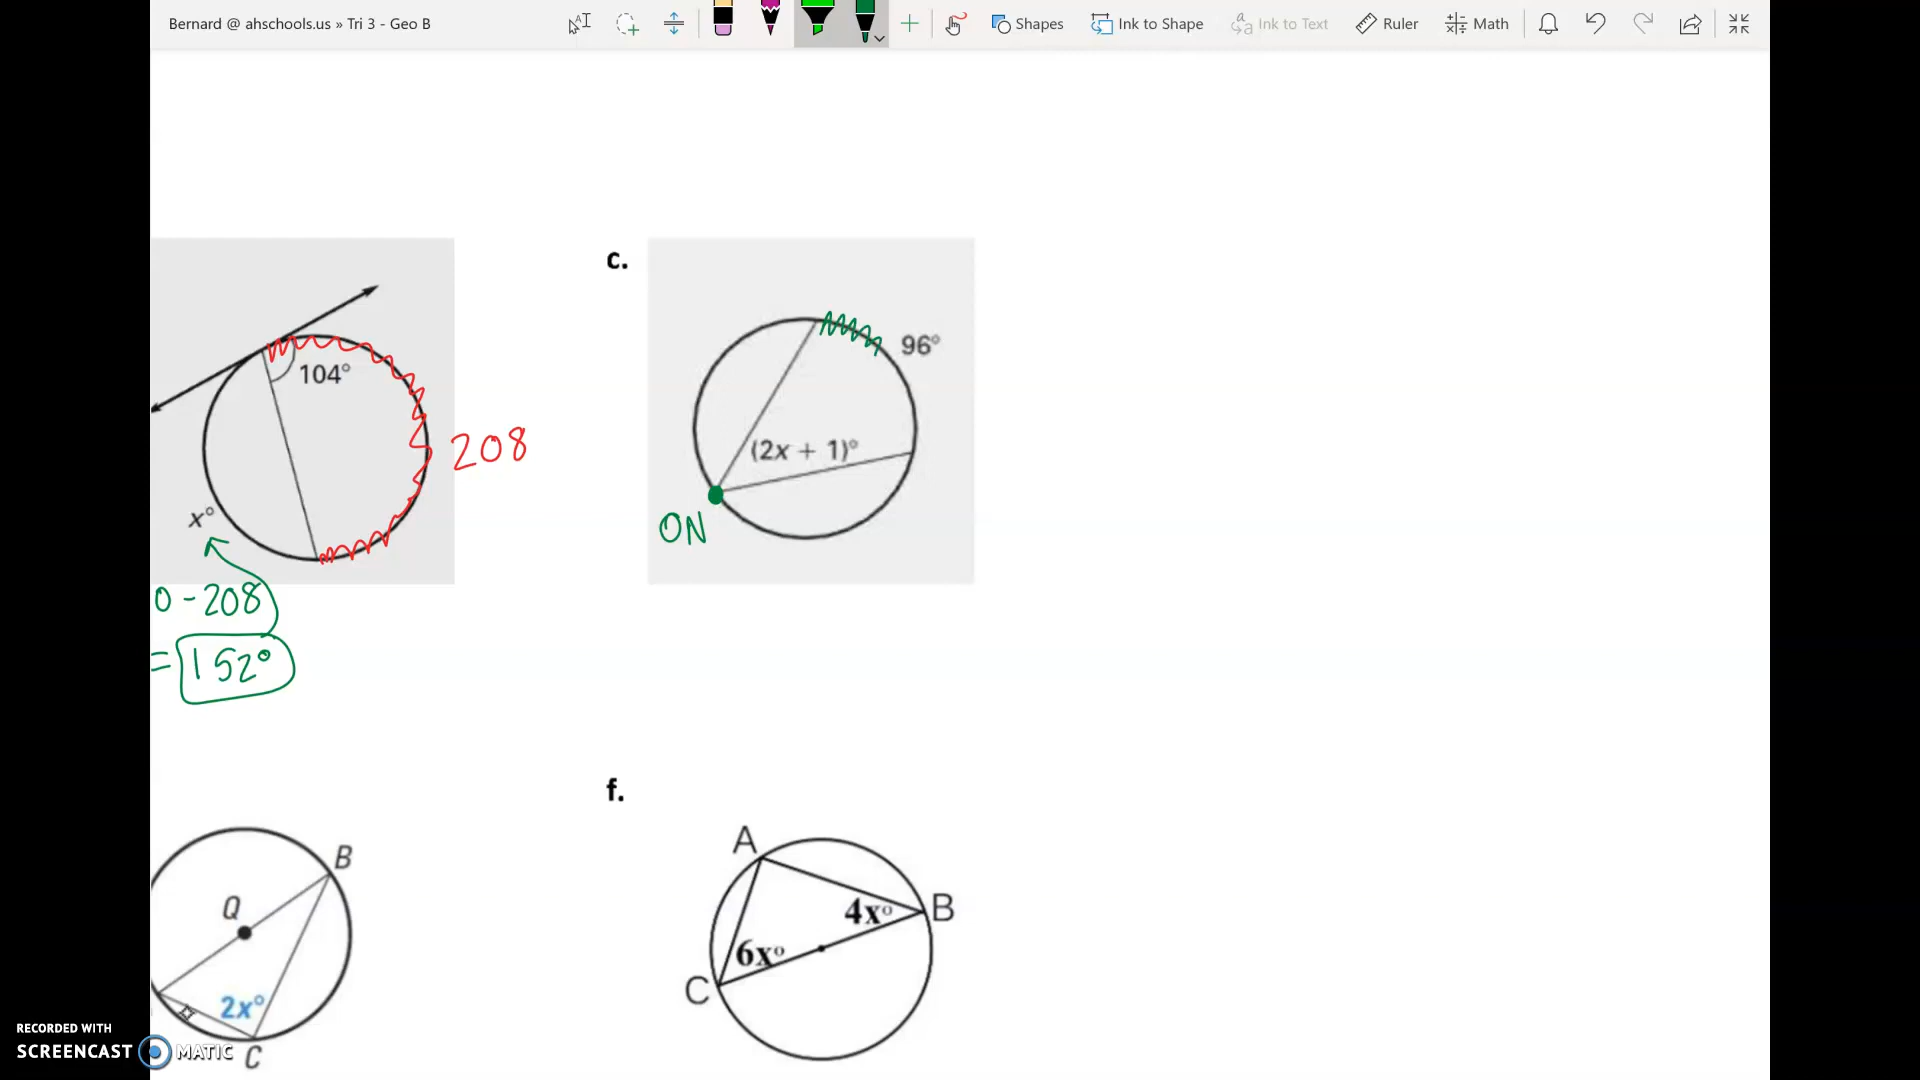 Bernard @ ahschools.us » Tri 3 - Geo B
Shapes
Ink to Shape
Ink to Text
Ruler
Math
c.
104°
208
x°
0 - 208
= 152°
96°
(2x + 1)°
ON
f.
B
Q
2x°
C
A
4x°
B
6x°
C
RECORDED WITH
SCREENCAST MATIC